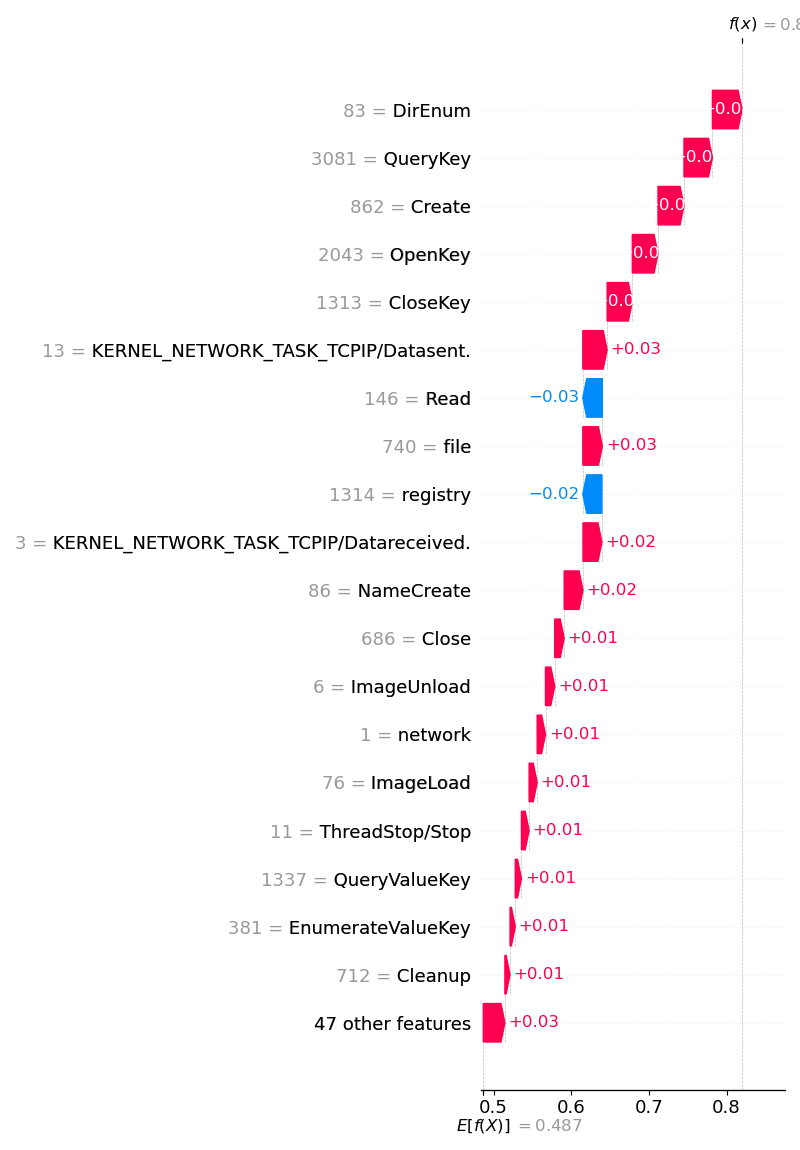 f(x) = 0.8
83 = DirEnum
3081 = QueryKey
862 = Create
2043 = OpenKey
1313 = CloseKey
13 = KERNEL_NETWORK_TASK_TCPIP/Datasent. +0.03
146 = Read −0.03
740 = file +0.03
1314 = registry −0.02
3 = KERNEL_NETWORK_TASK_TCPIP/Datareceived. +0.02
86 = NameCreate +0.02
686 = Close +0.01
6 = ImageUnload +0.01
1 = network +0.01
76 = ImageLoad +0.01
11 = ThreadStop/Stop +0.01
1337 = QueryValueKey +0.01
381 = EnumerateValueKey +0.01
712 = Cleanup +0.01
47 other features +0.03
0.5 0.6 0.7 0.8
E[f(X)] = 0.487